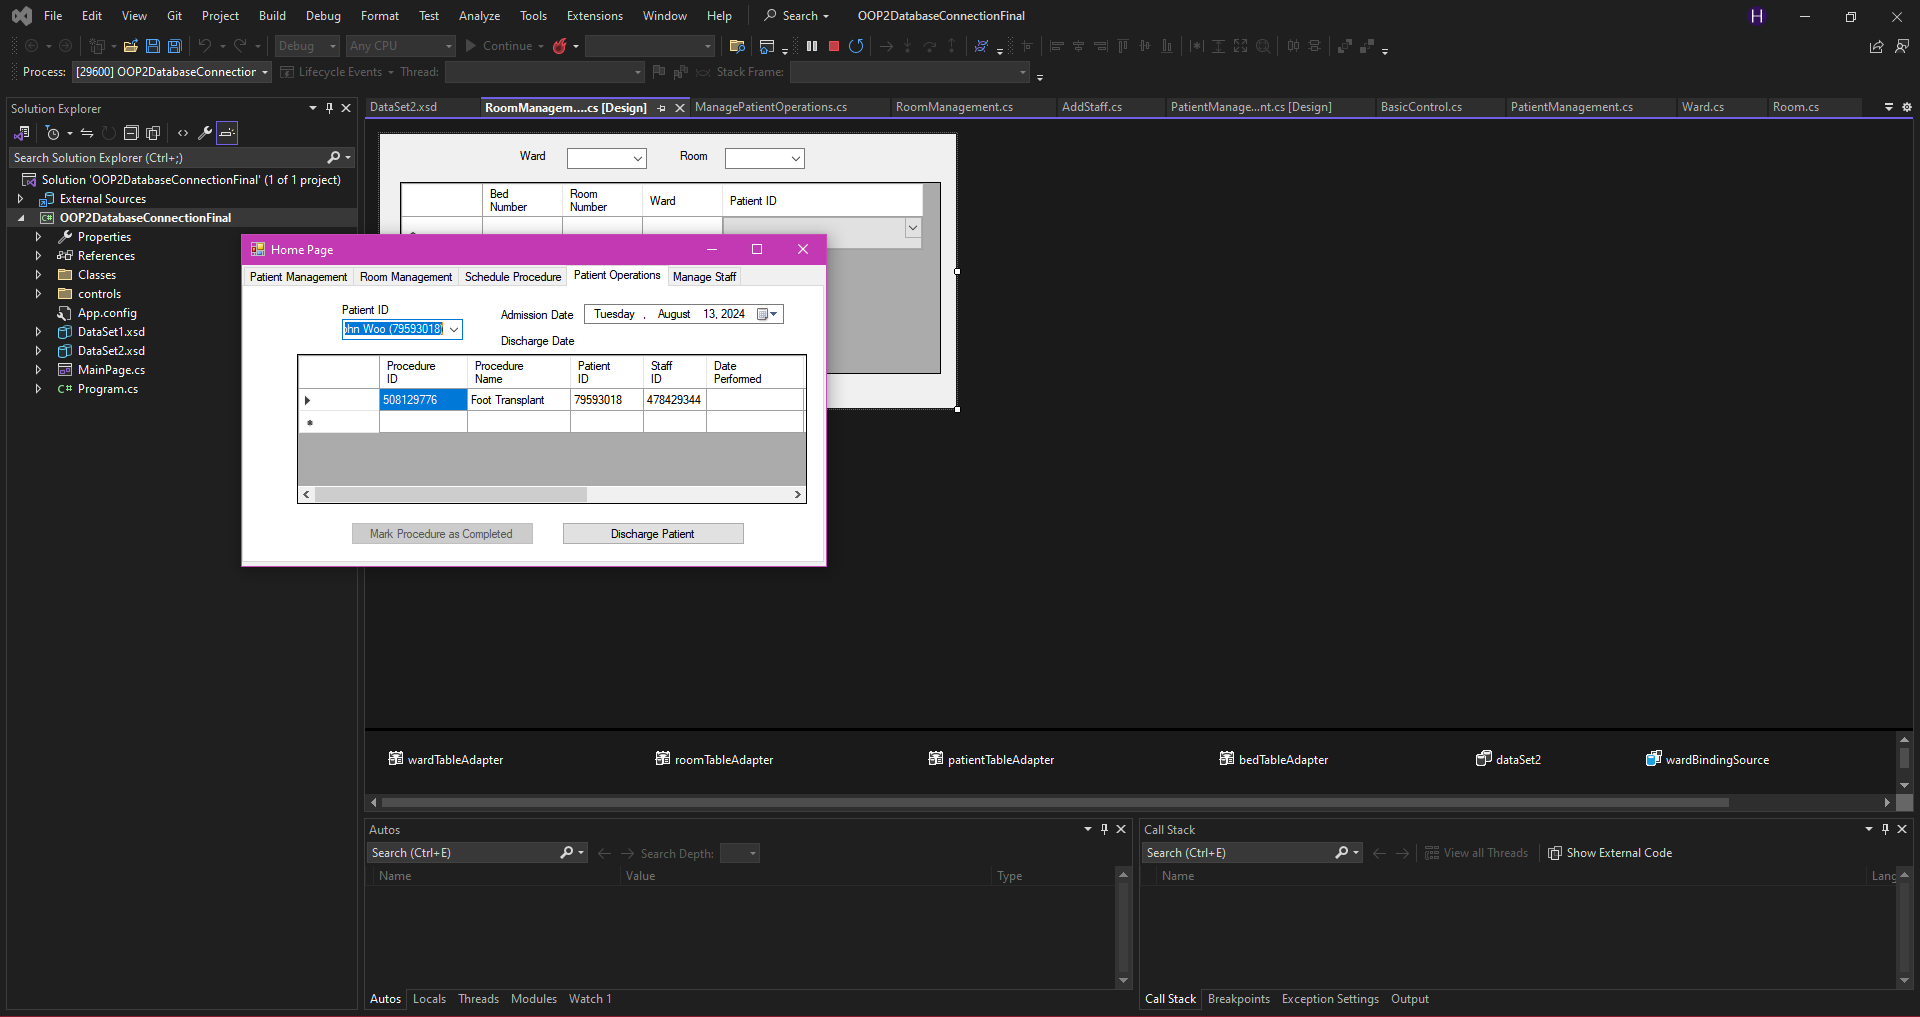 File Edit View Git Project Build Debug Format Test Analyze Tools Extensions Window Help Search OOP2DatabaseConnectionFinal H
Debug Any CPU Continue
Process: [29600] OOP2DatabaseConnection Lifecycle Events Thread: Stack Frame:
Solution Explorer
Search Solution Explorer (Ctrl+;)
Solution 'OOP2DatabaseConnectionFinal' (1 of 1 project)
External Sources
C# OOP2DatabaseConnectionFinal
Properties
References
Classes
controls
App.config
DataSet1.xsd
DataSet2.xsd
MainPage.cs
C# Program.cs
DataSet2.xsd RoomManagem....cs [Design] ManagePatientOperations.cs RoomManagement.cs AddStaff.cs PatientManage...nt.cs [Design] BasicControl.cs PatientManagement.cs Ward.cs Room.cs
Ward Room
Bed Number Room Number Ward Patient ID
Home Page
Patient Management Room Management Schedule Procedure Patient Operations Manage Staff
Patient ID
ohn Woo (79593018)
Admission Date Tuesday , August 13, 2024
Discharge Date
Procedure ID Procedure Name Patient ID Staff ID Date Performed
508129776 Foot Transplant 79593018 478429344
Mark Procedure as Completed Discharge Patient
wardTableAdapter roomTableAdapter patientTableAdapter bedTableAdapter dataSet2 wardBindingSource
Autos
Search (Ctrl+E) Search Depth:
Name Value Type
Autos Locals Threads Modules Watch 1
Call Stack
Search (Ctrl+E) View all Threads Show External Code
Name Lang
Call Stack Breakpoints Exception Settings Output